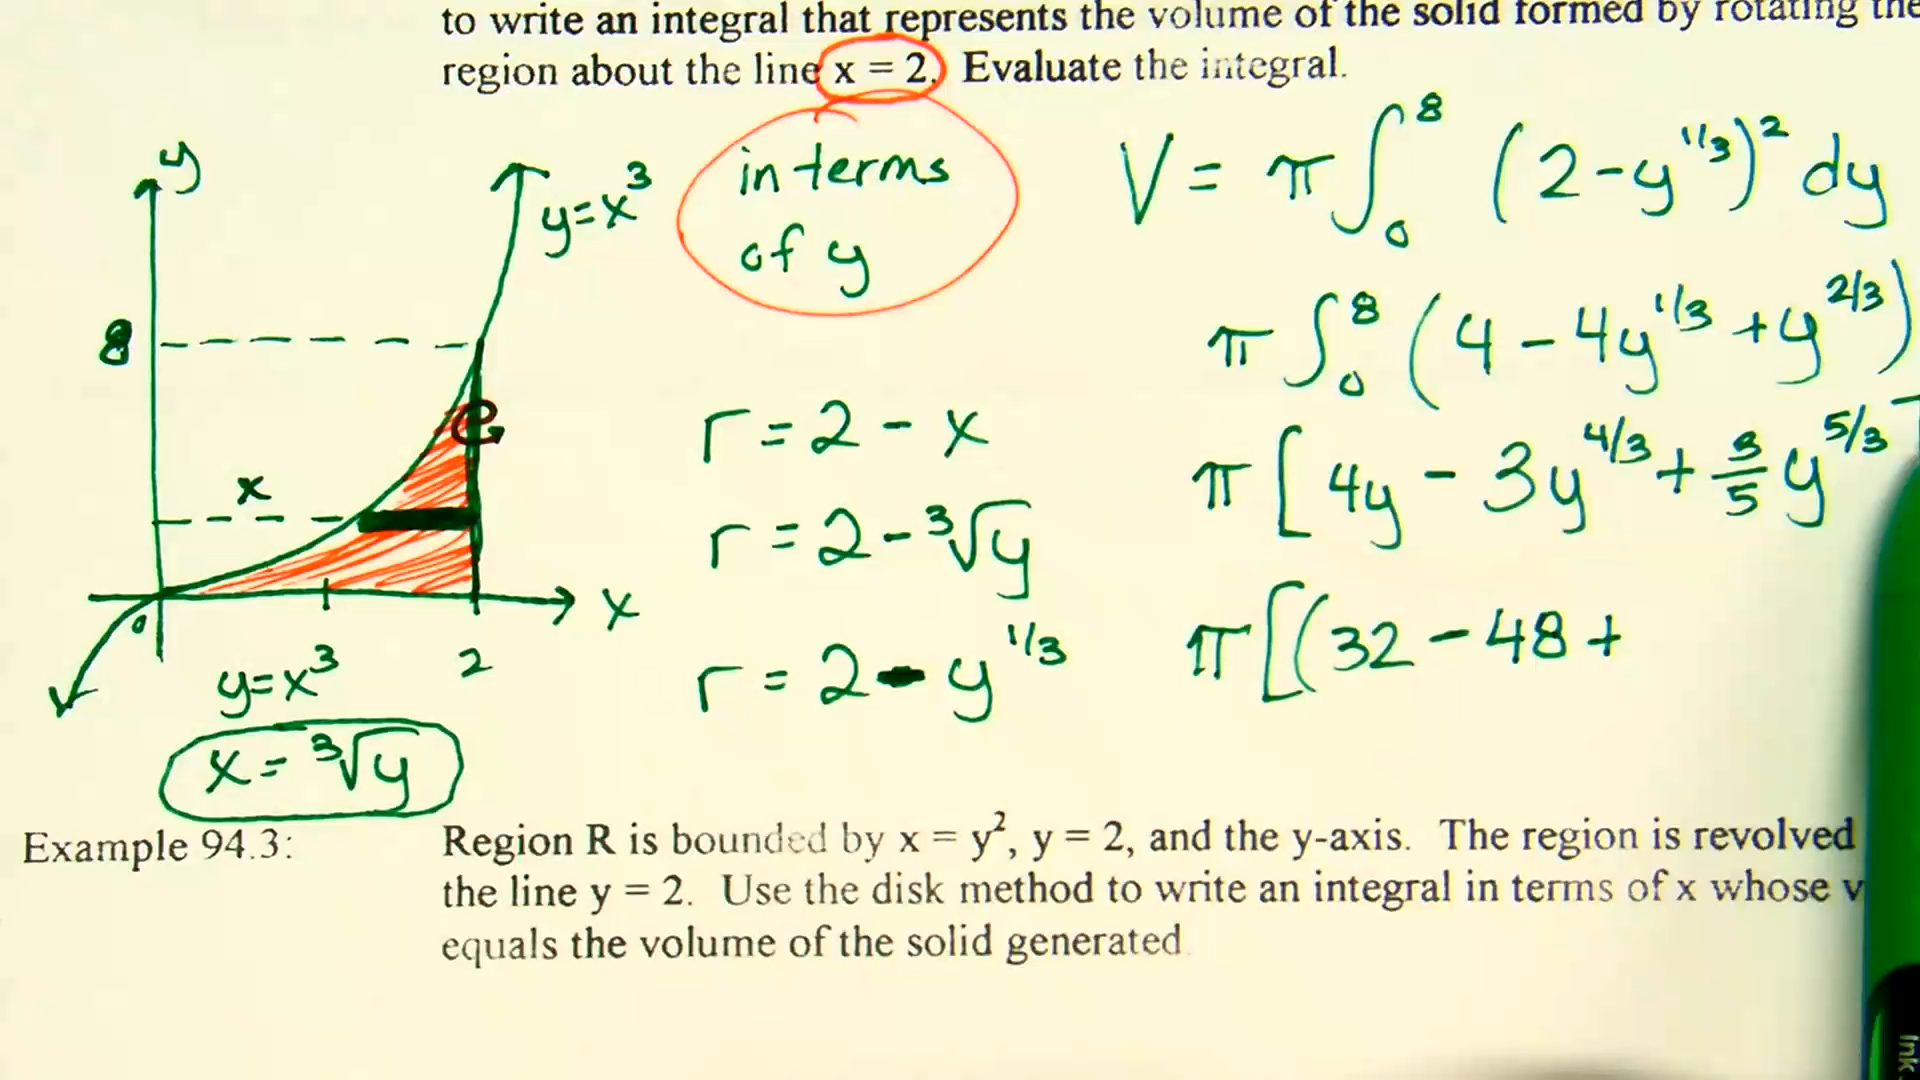 to write an integral that represents the volume of the solid formed by rotating the
region about the line x = 2. Evaluate the integral.
y
y=x³
in terms
of y
V = π∫₀⁸ (2-y^1/3)² dy
8
π∫₀⁸ (4 - 4y^1/3 + y^2/3)
r = 2 - x
x
π[4y - 3y^4/3 + 3/5 y^5/3
r = 2 - ³√y
0
x
2
y=x³
r = 2 - y^1/3
π[(32 - 48 +
x = ³√y
Example 94.3: Region R is bounded by x = y², y = 2, and the y-axis. The region is revolved
the line y = 2. Use the disk method to write an integral in terms of x whose v
equals the volume of the solid generated
Ink